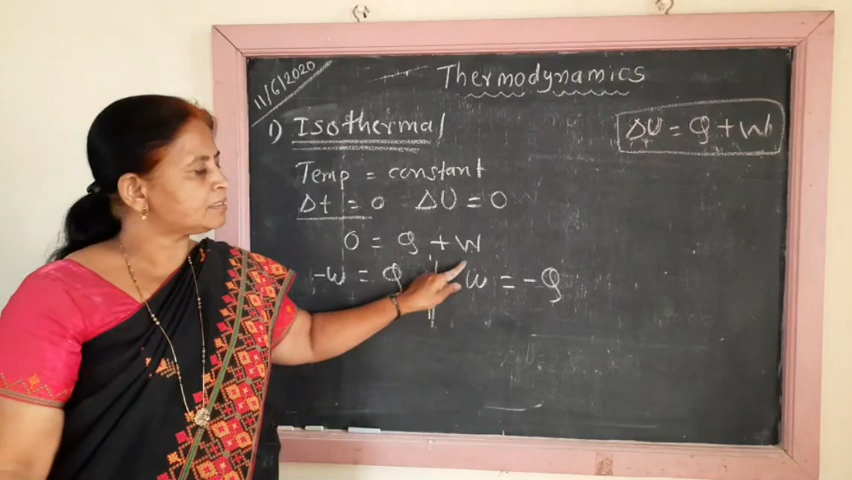 11/6/2020
Thermodynamics
ΔU = Q + W
1) Isothermal
Temp = constant
Δt = 0 ΔU = 0
0 = Q + W
-W = Q W = -Q